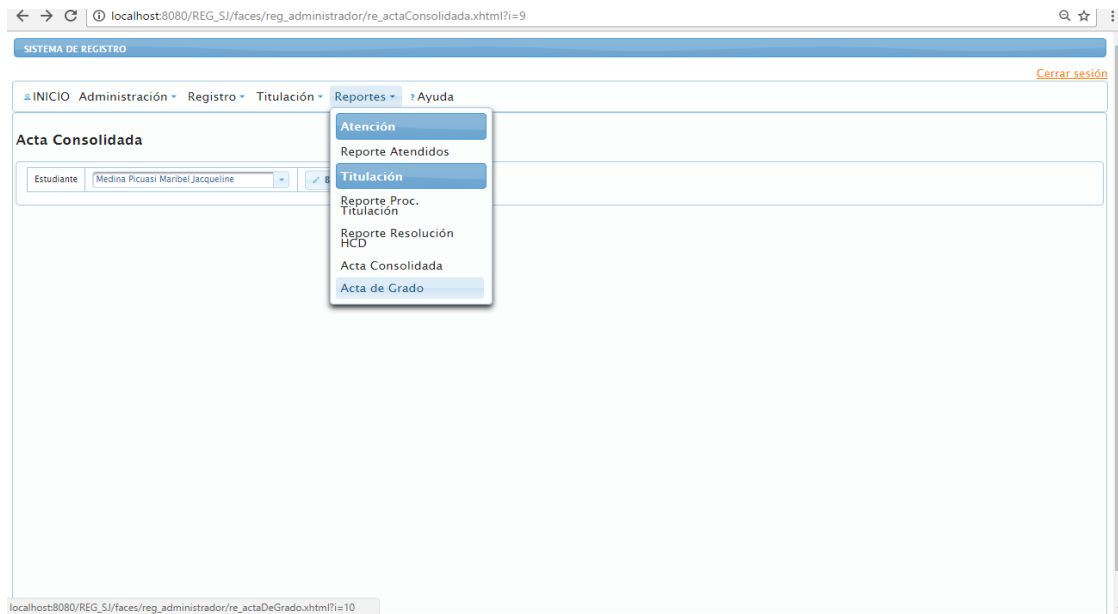 localhost:8080/REG_SJ/faces/reg_administrador/re_actaConsolidada.xhtml?i=9
SISTEMA DE REGISTRO
Cerrar sesión
INICIO Administración Registro Titulación Reportes ? Ayuda
Atención
Acta Consolidada
Reporte Atendidos
Estudiante Medina Picuasi Maribel Jacqueline
Titulación
Reporte Proc.
Titulación
Reporte Resolución
HCD
Acta Consolidada
Acta de Grado
localhost:8080/REG_SJ/faces/reg_administrador/re_actaDeGrado.xhtml?i=10